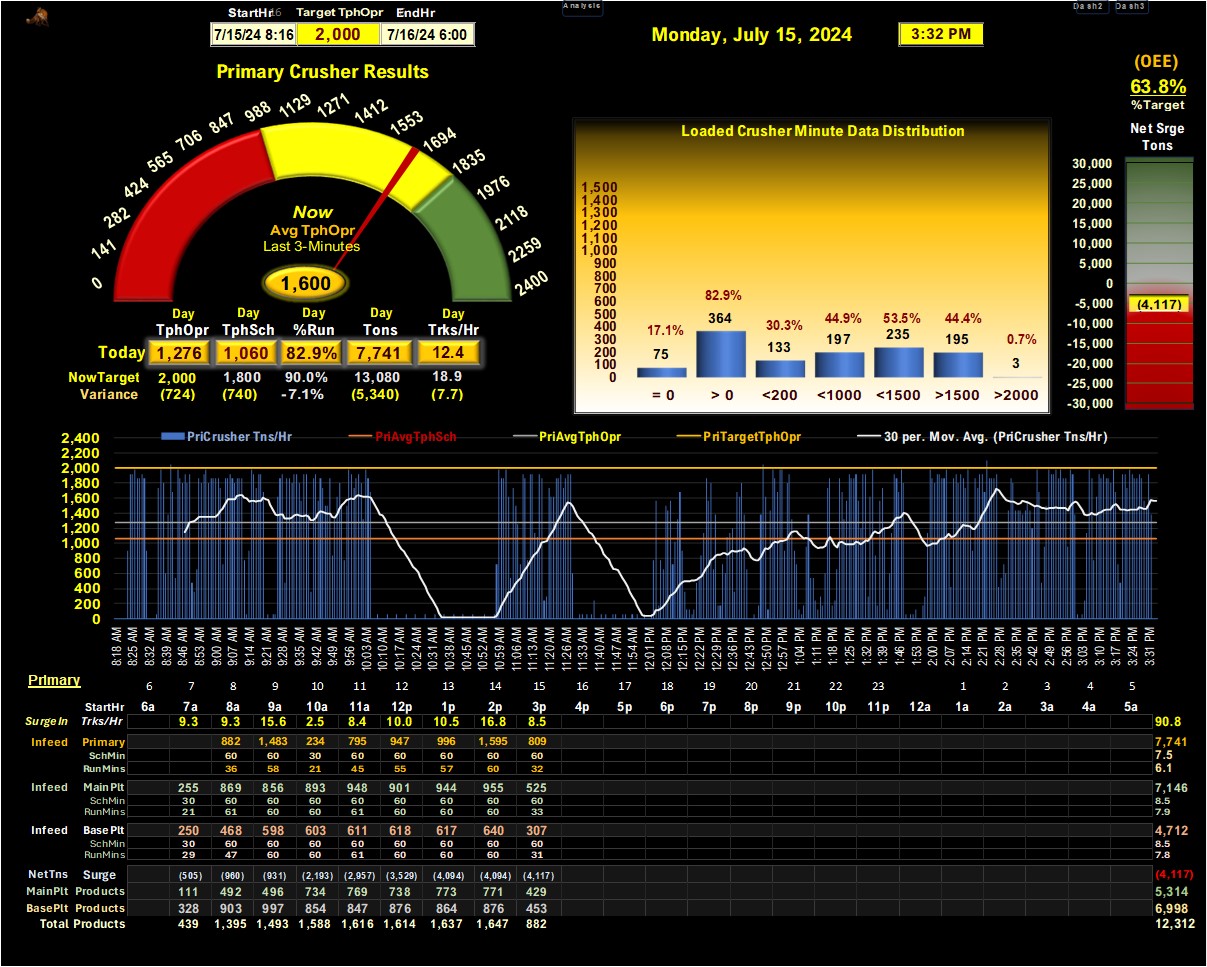 Analysis
Dash2 Dash3
StartHr 16 Target TphOpr EndHr
7/15/24 8:16 2,000 7/16/24 6:00
Monday, July 15, 2024 3:32 PM
(OEE)
63.8%
%Target
Net Srge
Tons
Primary Crusher Results
0 141 282 424 565 706 847 988 1129 1271 1412 1553 1694 1835 1976 2118 2259 2400
Now
Avg TphOpr
Last 3-Minutes
1,600
Day Day Day Day Day
TphOpr TphSch %Run Tons Trks/Hr
Today 1,276 1,060 82.9% 7,741 12.4
NowTarget 2,000 1,800 90.0% 13,080 18.9
Variance (724) (740) -7.1% (5,340) (7.7)
Loaded Crusher Minute Data Distribution
1,500
1,400
1,300
1,200
1,100
1,000
900
800
700
600
500
400
300
200
100
0
17.1% 82.9% 30.3% 44.9% 53.5% 44.4% 0.7%
75 364 133 197 235 195 3
= 0 > 0 <200 <1000 <1500 >1500 >2000
30,000
25,000
20,000
15,000
10,000
5,000
0
-5,000
-10,000
-15,000
-20,000
-25,000
-30,000
(4,117)
PriCrusher Tns/Hr PriAvgTphSch PriAvgTphOpr PriTargetTphOpr 30 per. Mov. Avg. (PriCrusher Tns/Hr)
2,400
2,200
2,000
1,800
1,600
1,400
1,200
1,000
800
600
400
200
0
8:18 AM 8:25 AM 8:32 AM 8:39 AM 8:46 AM 8:53 AM 9:00 AM 9:07 AM 9:14 AM 9:21 AM 9:28 AM 9:35 AM 9:42 AM 9:49 AM 9:56 AM 10:03 AM 10:10 AM 10:17 AM 10:24 AM 10:31 AM 10:38 AM 10:45 AM 10:52 AM 10:59 AM 11:06 AM 11:13 AM 11:20 AM 11:26 AM 11:33 AM 11:40 AM 11:47 AM 11:54 AM 12:01 PM 12:08 PM 12:15 PM 12:22 PM 12:29 PM 12:36 PM 12:43 PM 12:50 PM 12:57 PM 1:04 PM 1:11 PM 1:18 PM 1:25 PM 1:32 PM 1:39 PM 1:46 PM 1:53 PM 2:00 PM 2:07 PM 2:14 PM 2:21 PM 2:28 PM 2:35 PM 2:42 PM 2:49 PM 2:56 PM 3:03 PM 3:10 PM 3:17 PM 3:24 PM 3:31 PM
Primary 6 7 8 9 10 11 12 13 14 15 16 17 18 19 20 21 22 23 1 2 3 4 5
StartHr 6a 7a 8a 9a 10a 11a 12p 1p 2p 3p 4p 5p 6p 7p 8p 9p 10p 11p 12a 1a 2a 3a 4a 5a
SurgeIn Trks/Hr 9.3 9.3 15.6 2.5 8.4 10.0 10.5 16.8 8.5 90.8
Infeed Primary 882 1,483 234 795 947 996 1,595 809 7,741
SchMin 60 60 30 60 60 60 60 60 7.5
RunMins 36 58 21 45 55 57 60 32 6.1
Infeed MainPlt 255 869 856 893 948 901 944 955 525 7,146
SchMin 30 60 60 60 60 60 60 60 60 8.5
RunMins 21 61 60 60 61 60 60 60 33 7.9
Infeed BasePlt 250 468 598 603 611 618 617 640 307 4,712
SchMin 30 60 60 60 60 60 60 60 60 8.5
RunMins 29 47 60 60 61 60 60 60 31 7.8
NetTns Surge (505) (960) (931) (2,193) (2,957) (3,529) (4,094) (4,094) (4,117) (4,117)
MainPlt Products 111 492 496 734 769 738 773 771 429 5,314
BasePlt Products 328 903 997 854 847 876 864 876 453 6,998
Total Products 439 1,395 1,493 1,588 1,616 1,614 1,637 1,647 882 12,312